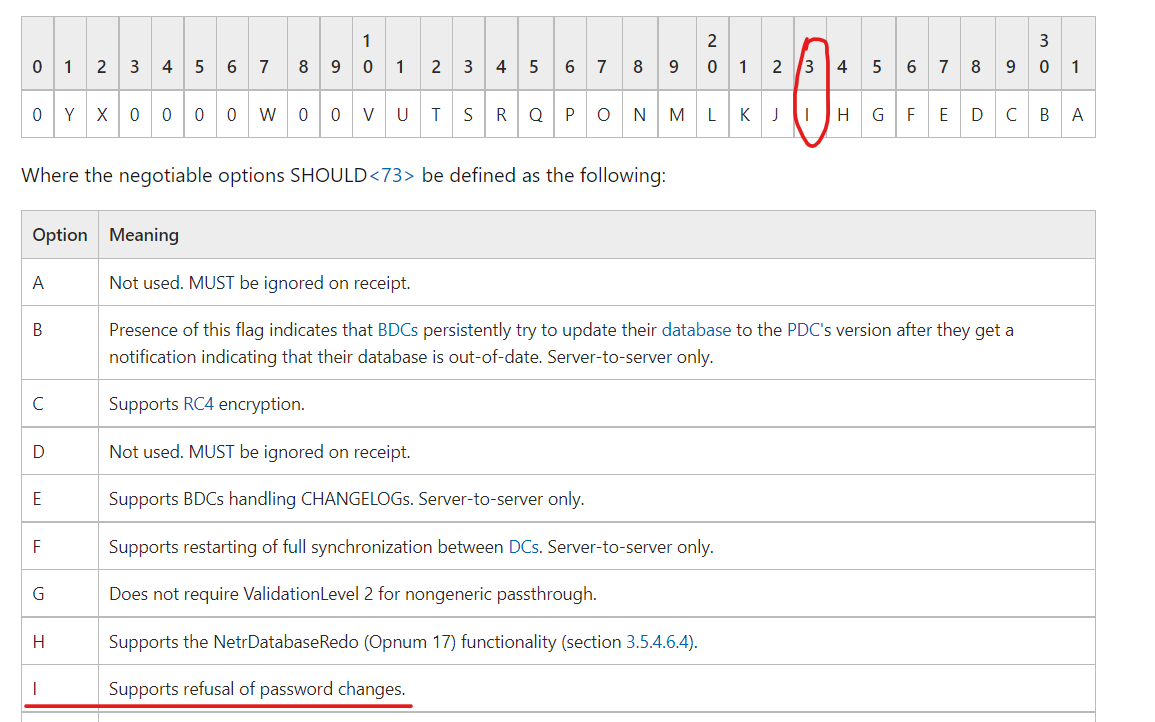 1 2 3
0 1 2 3 4 5 6 7 8 9 0 1 2 3 4 5 6 7 8 9 0 1 2 3 4 5 6 7 8 9 0 1
0 Y X 0 0 0 0 W 0 0 V U T S R Q P O N M L K J I H G F E D C B A
Where the negotiable options SHOULD<73> be defined as the following:
Option Meaning
A Not used. MUST be ignored on receipt.
B Presence of this flag indicates that BDCs persistently try to update their database to the PDC's version after they get a
notification indicating that their database is out-of-date. Server-to-server only.
C Supports RC4 encryption.
D Not used. MUST be ignored on receipt.
E Supports BDCs handling CHANGELOGs. Server-to-server only.
F Supports restarting of full synchronization between DCs. Server-to-server only.
G Does not require ValidationLevel 2 for nongeneric passthrough.
H Supports the NetrDatabaseRedo (Opnum 17) functionality (section 3.5.4.6.4).
I Supports refusal of password changes.